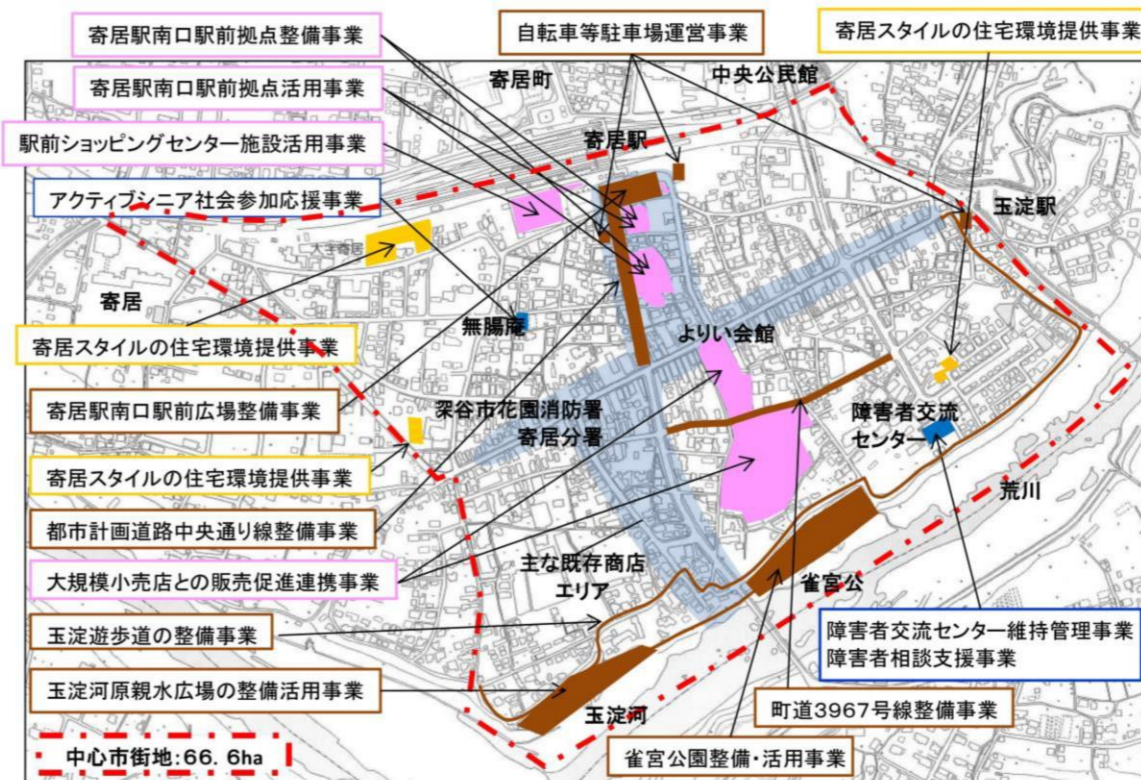 寄居駅南口駅前拠点整備事業
自転車等駐車場運営事業
寄居スタイルの住宅環境提供事業
寄居駅南口駅前拠点活用事業
寄居町
中央公民館
駅前ショッピングセンター施設活用事業
寄居駅
アクティブシニア社会参加応援事業
玉淀駅
大字寄居
寄居
無腸庵
よりい会館
寄居スタイルの住宅環境提供事業
寄居駅南口駅前広場整備事業
深谷市花園消防署
寄居分署
障害者交流
センター
寄居スタイルの住宅環境提供事業
荒川
都市計画道路中央通り線整備事業
主な既存商店
エリア
大規模小売店との販売促進連携事業
雀宮公
玉淀遊歩道の整備事業
障害者交流センター維持管理事業
障害者相談支援事業
玉淀河原親水広場の整備活用事業
玉淀河
町道3967号線整備事業
中心市街地:66.6ha
雀宮公園整備・活用事業